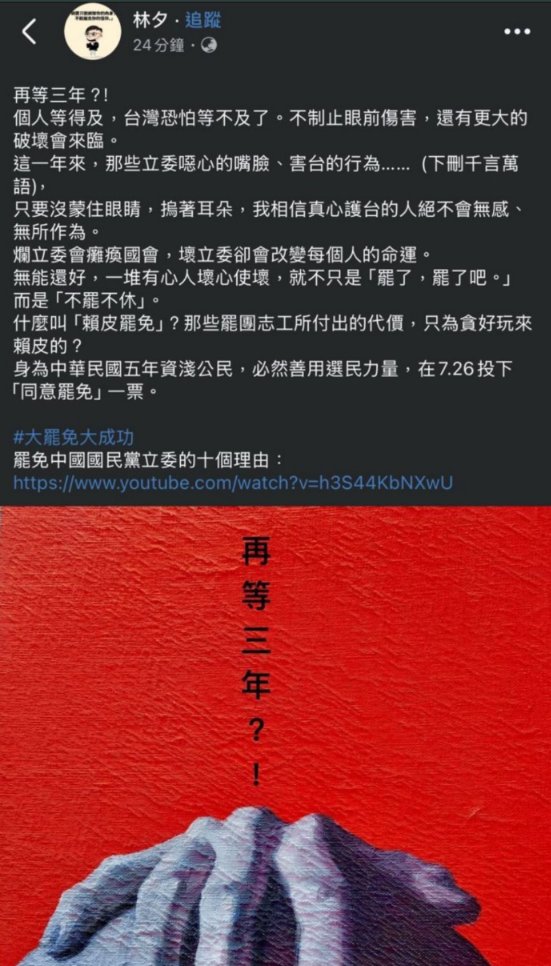 林夕 · 追蹤
24分鐘 ·
再等三年?!
個人等得及，台灣恐怕等不及了。不制止眼前傷害，還有更大的
破壞會來臨。
這一年來，那些立委噁心的嘴臉、害台的行為…… (下刪千言萬
語)，
只要沒蒙住眼睛，摀著耳朵，我相信真心護台的人絕不會無感、
無所作為。
爛立委會癱瘓國會，壞立委卻會改變每個人的命運。
無能還好，一堆有心人壞心使壞，就不只是「罷了，罷了吧。」
而是「不罷不休」。
什麼叫「賴皮罷免」? 那些罷團志工所付出的代價，只為貪好玩來
賴皮的？
身為中華民國五年資淺公民，必然善用選民力量，在7.26投下
「同意罷免」一票。
#大罷免大成功
罷免中國國民黨立委的十個理由：
https://www.youtube.com/watch?v=h3S44KbNXwU
再等三年？！